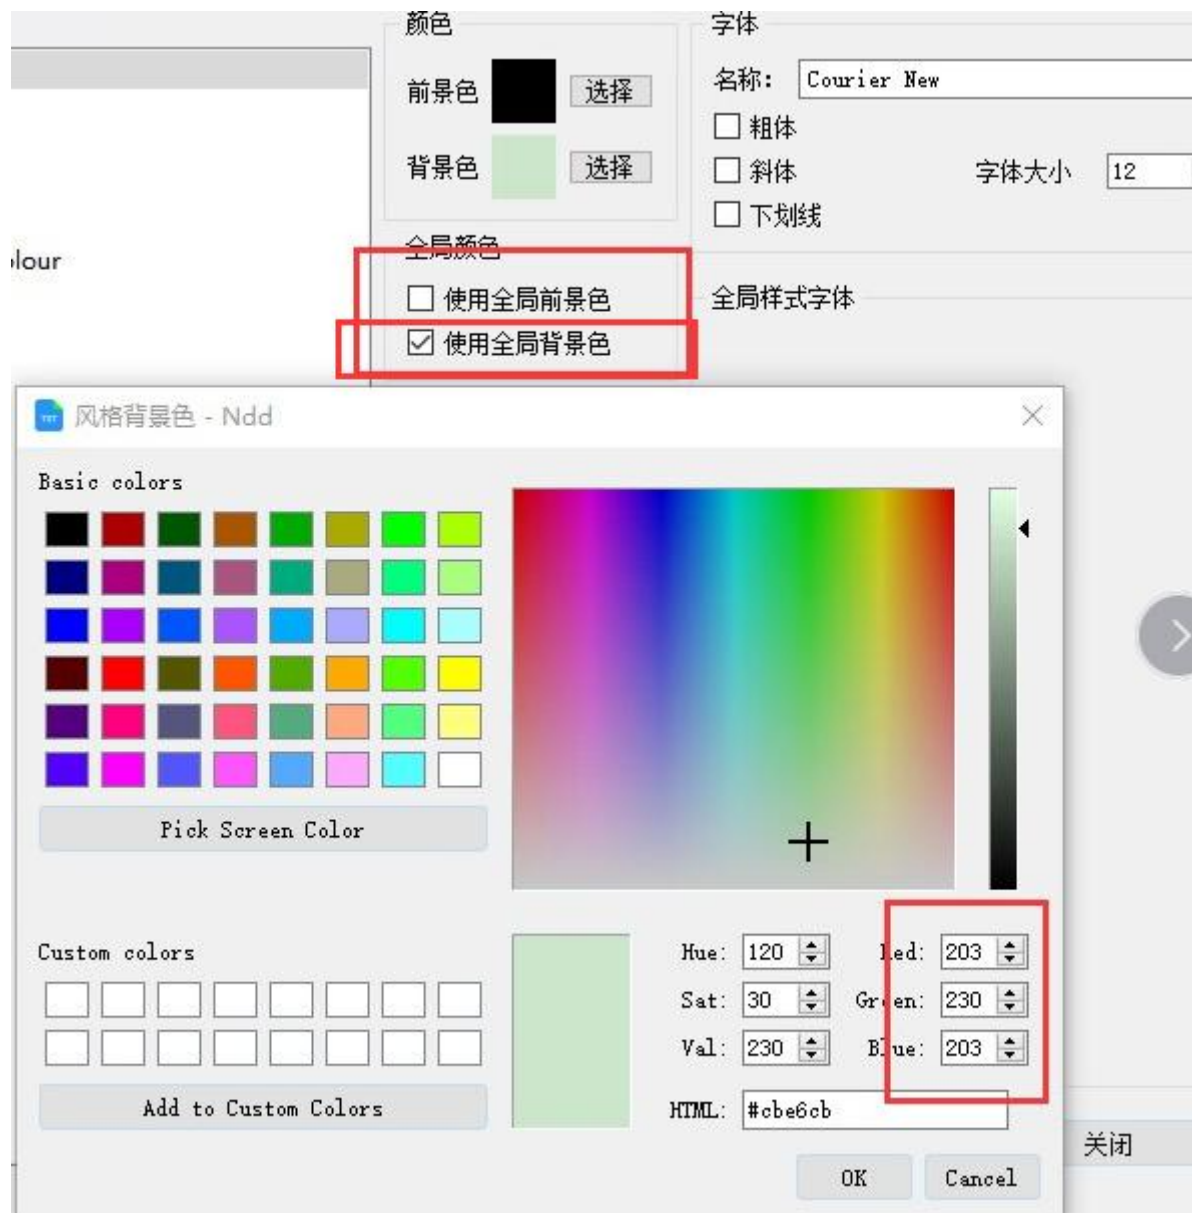 颜色
字体
前景色
选择
名称:
Courier New
粗体
背景色
选择
斜体
字体大小
12
下划线
lour
全局颜色
使用全局前景色
全局样式字体
使用全局背景色
风格背景色 - Ndd
Basic colors
Pick Screen Color
Custom colors
Hue: 120
Red: 203
Sat: 30
Green: 230
Val: 230
Blue: 203
Add to Custom Colors
HTML: #cbe6cb
关闭
OK
Cancel